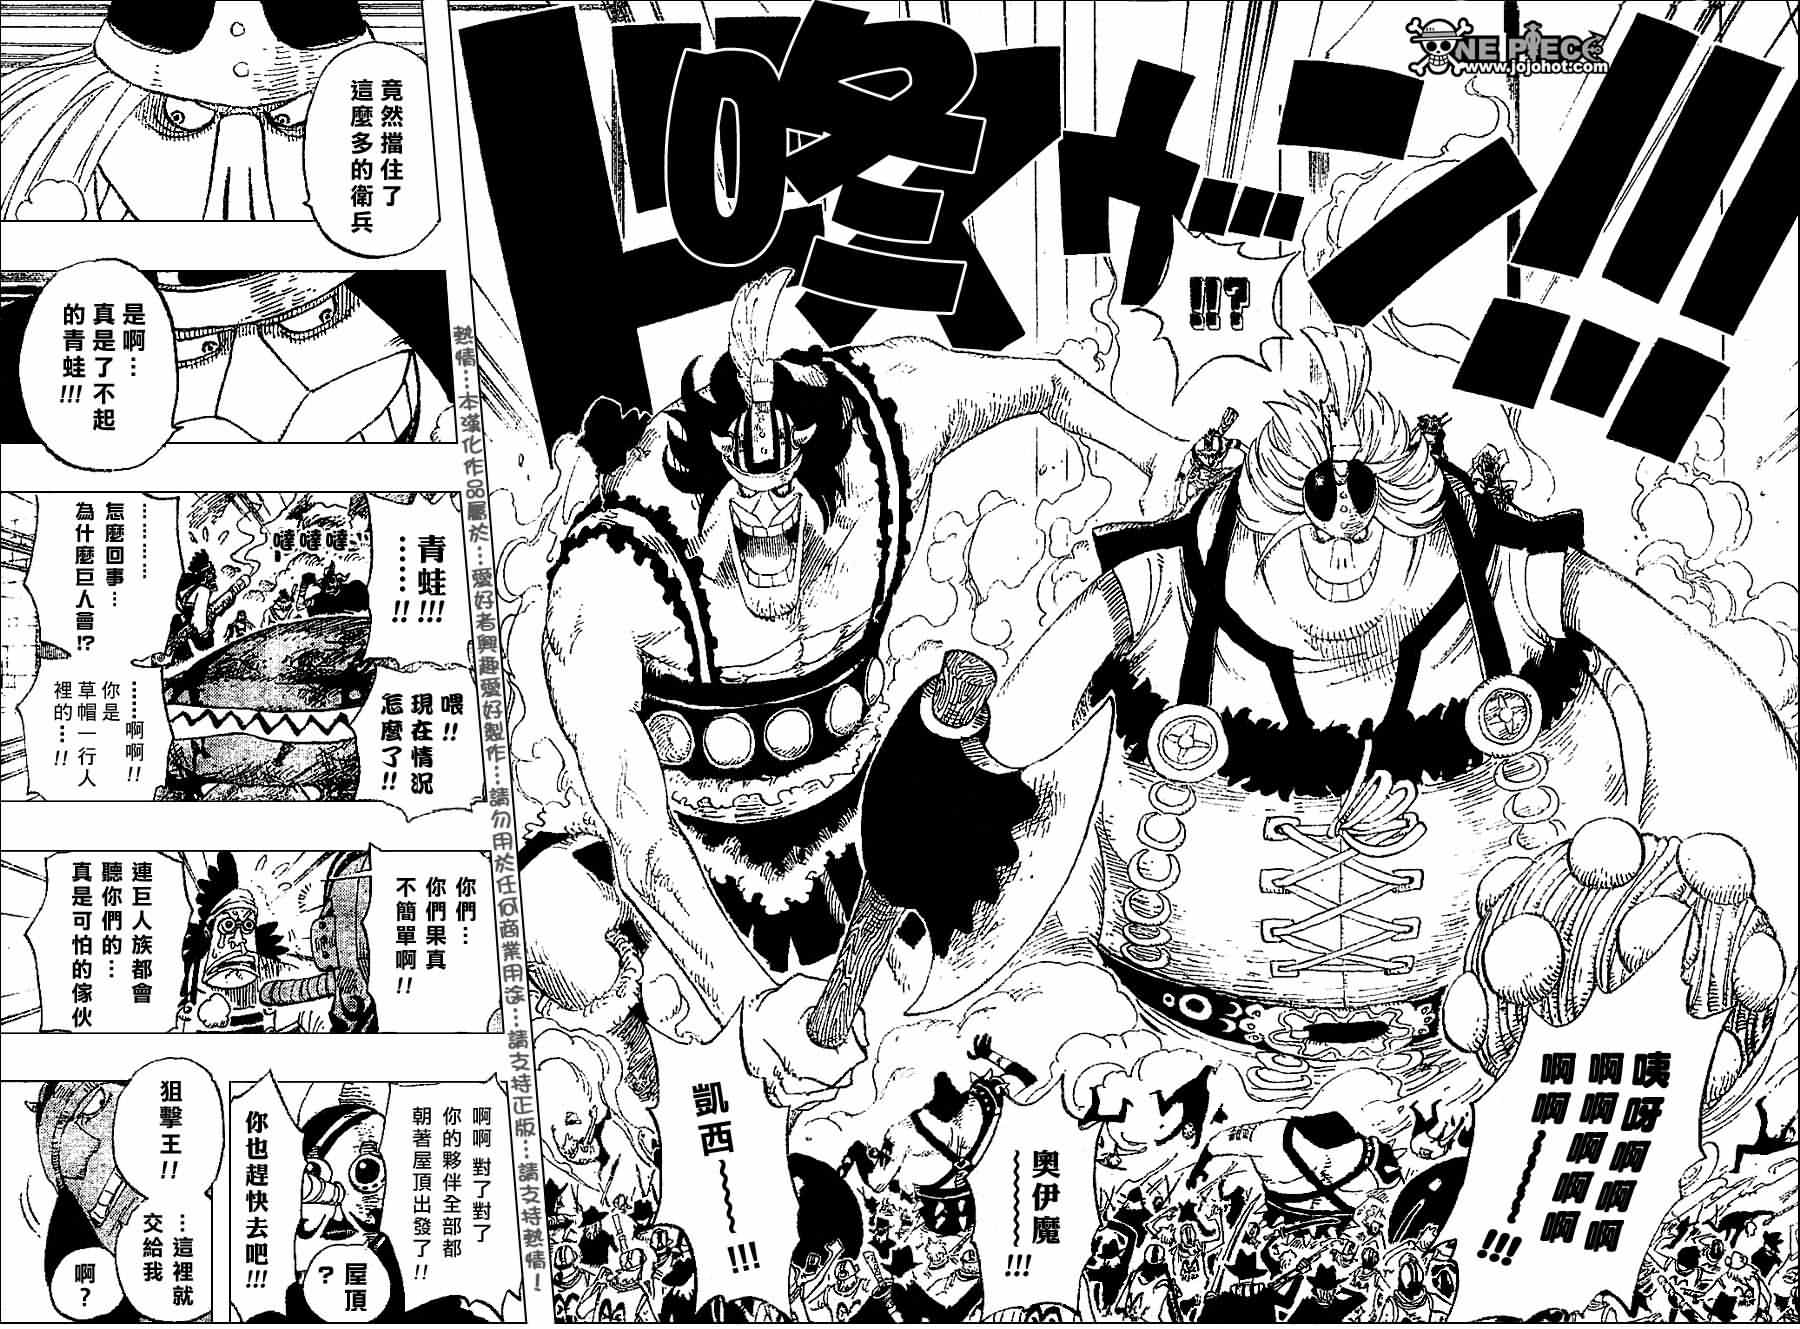 ONE PIECE
www.jojohot.com
ドゥン!!!
咚
!!?
咦呀啊啊啊
啊啊啊啊啊
啊啊~~!!!
奧伊魔
~~!!!
凱西~~!!!
熱情…本漢化作品屬於…愛好者興趣愛好製作…請勿用於任何商業用途…請支持正版…請支持熱情!
竟然擋住了
這麼多的衛兵
是啊…
真是了不起
的青蛙!!!
青蛙!!!
……!!
喂!!
現在情況
怎麼了!!
噠噠噠
…………
怎麼回事…
為什麼巨人會!?
……啊啊!!
你是
草帽一行人
裡的…!!
你們…
你們果真
不簡單啊!!
連巨人族都會
聽你們的…
真是可怕的傢伙
啊啊 對了對了
你的夥伴全部都
朝著屋頂出發了!!
屋頂
?
你也趕快去吧!!!
狙擊王!!
…這裡就
交給我
啊?